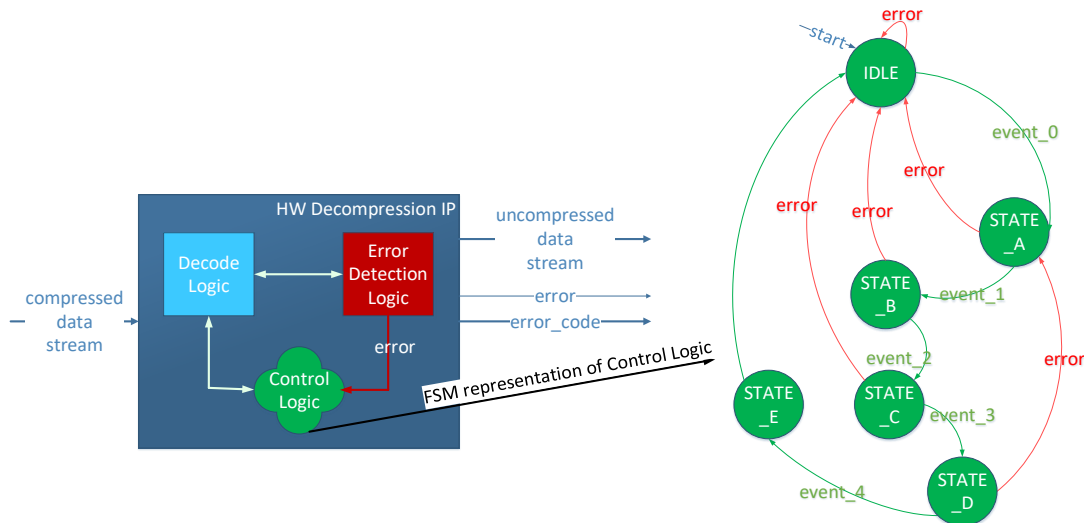 HW Decompression IP
Decode
Logic
Error
Detection
Logic
error
Control
Logic
compressed
data
stream
uncompressed
data
stream
error
error_code
FSM representation of Control Logic
start
error
IDLE
event_0
error
error
error
STATE
_A
STATE
_B
event_1
event_2
error
STATE
_E
STATE
_C
event_3
STATE
_D
event_4